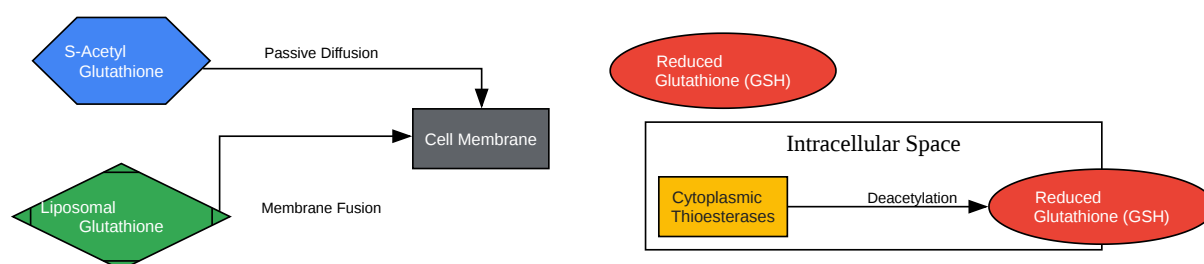 S-Acetyl
Glutathione
Passive Diffusion
Cell Membrane
Liposomal
Glutathione
Membrane Fusion
Reduced
Glutathione (GSH)
Intracellular Space
Cytoplasmic
Thioesterases
Deacetylation
Reduced
Glutathione (GSH)